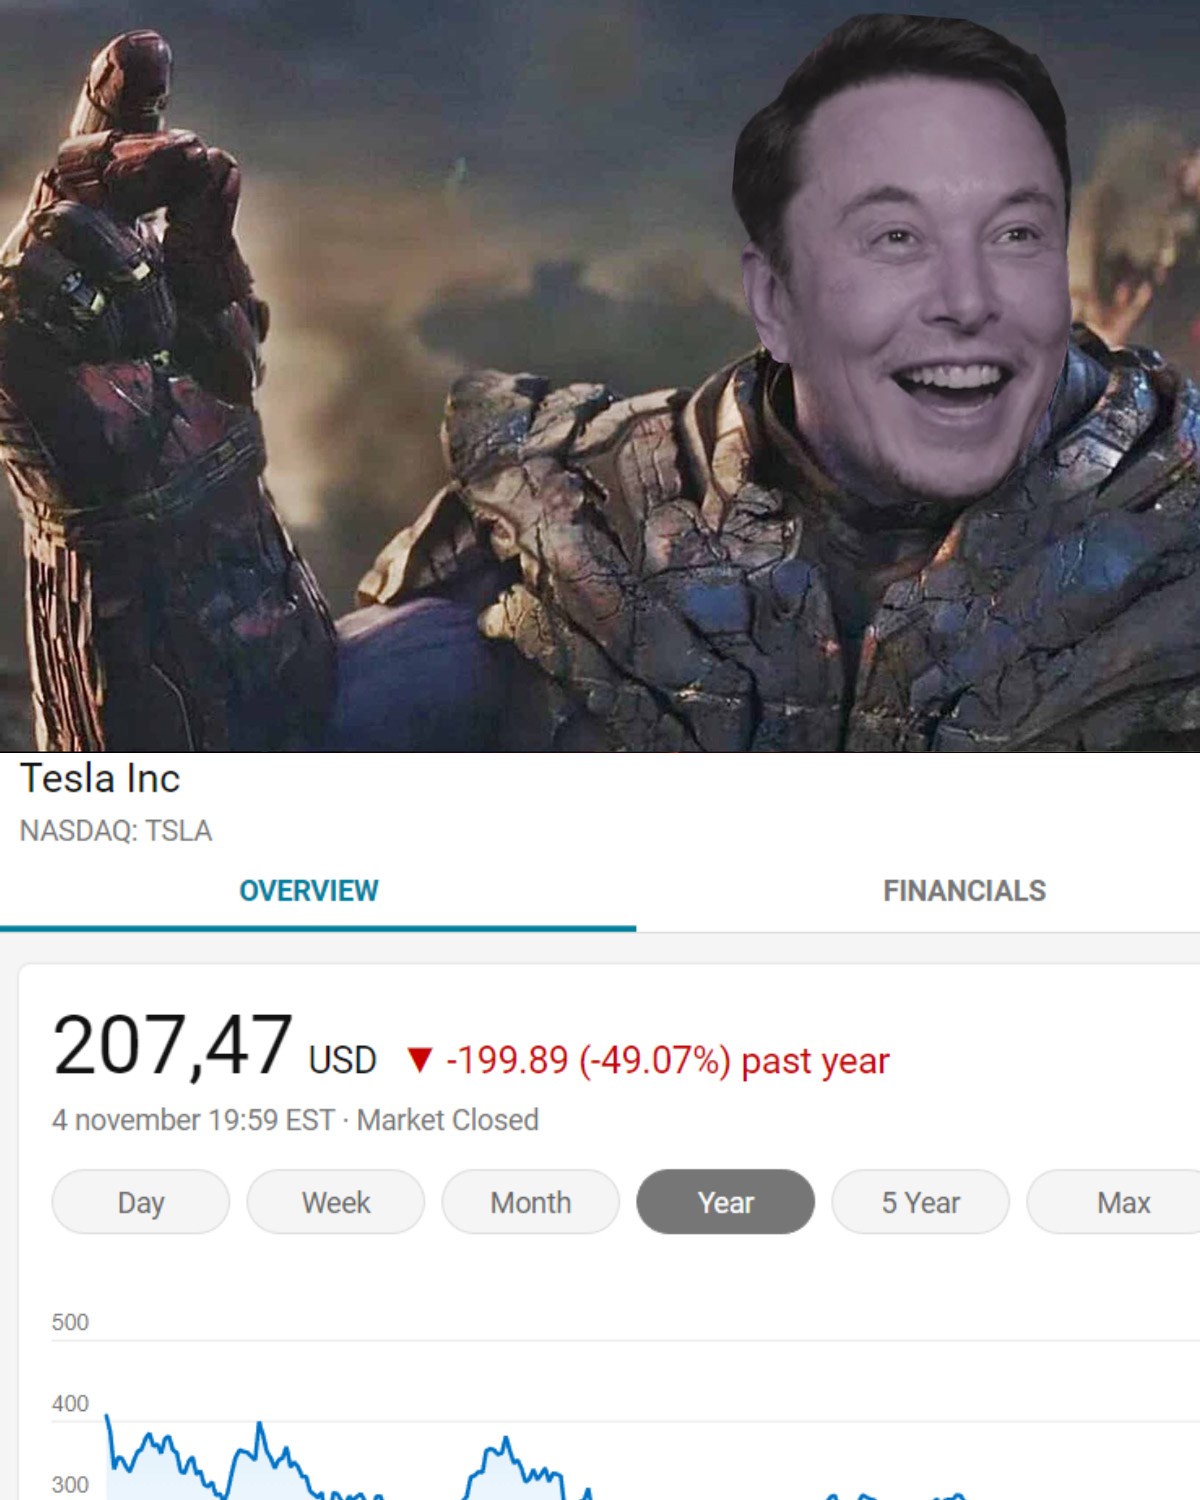 Tesla Inc
NASDAQ: TSLA
OVERVIEW FINANCIALS
207,47 USD ▼ -199.89 (-49.07%) past year
4 november 19:59 EST · Market Closed
Day Week Month Year 5 Year Max
500
400
300